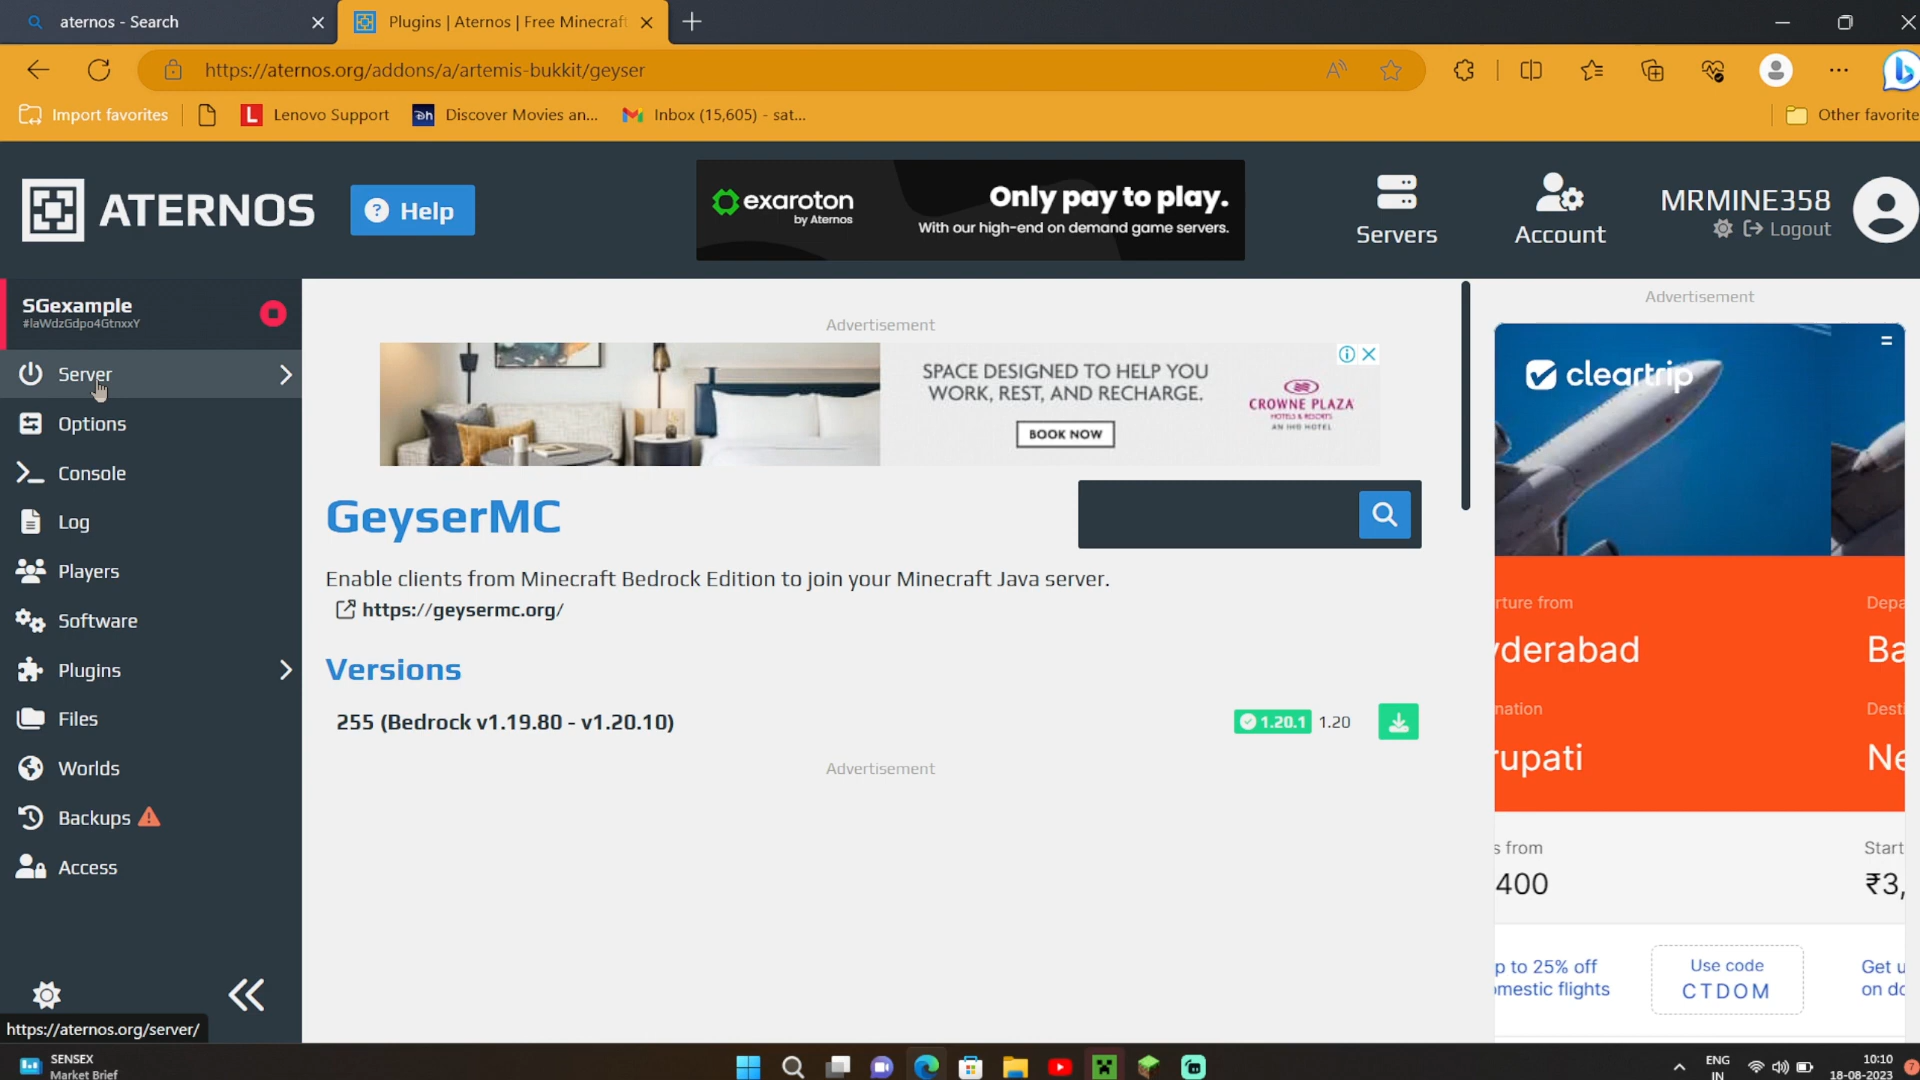 aternos - Search
Plugins | Aternos | Free Minecraft
https://aternos.org/addons/a/artemis-bukkit/geyser
Import favorites
Lenovo Support
Discover Movies an...
Inbox (15,605) - sat...
Other favorite
ATERNOS
Help
exaroton
by Aternos
Only pay to play.
With our high-end on demand game servers.
Servers
Account
MRMINE358
Logout
SGexample
#laWdzGdpo4GtnxxY
Server
Options
Console
Log
Players
Software
Plugins
Files
Worlds
Backups
Access
https://aternos.org/server/
Advertisement
SPACE DESIGNED TO HELP YOU
WORK, REST, AND RECHARGE.
BOOK NOW
CROWNE PLAZA
HOTELS & RESORTS
AN IHG HOTEL
GeyserMC
Enable clients from Minecraft Bedrock Edition to join your Minecraft Java server.
https://geysermc.org/
Versions
255 (Bedrock v1.19.80 - v1.20.10)
1.20.1 1.20
Advertisement
Advertisement
cleartrip
rture from
Depa
derabad
Ba
nation
Desti
rupati
Ne
s from
Start
400
₹3,
p to 25% off
mestic flights
Use code
CTDOM
Get u
on do
SENSEX
Market Brief
ENG
IN
10:10
18-08-2023
7